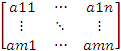 a11 ⋯ a1n
⋮ ⋱ ⋮
am1 ⋯ amn